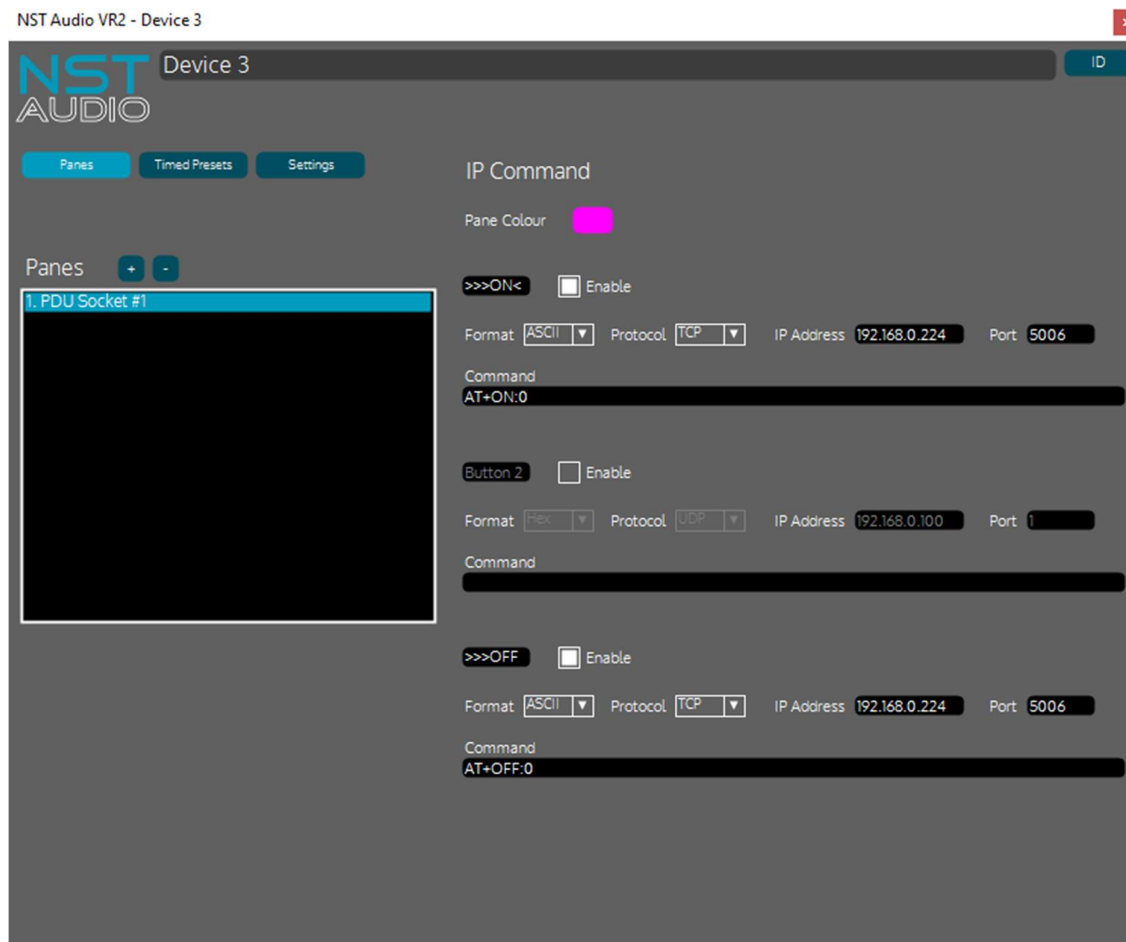 NST Audio VR2 - Device 3
NST
AUDIO
Device 3
ID
Panes
Timed Presets
Settings
IP Command
Pane Colour
Panes
+
-
1. PDU Socket #1
>>>ON<
Enable
Format ASCII Protocol TCP IP Address 192.168.0.224 Port 5006
Command
AT+ON:0
Button 2
Enable
Format Hex Protocol UDP IP Address 192.168.0.100 Port 1
Command
>>>OFF
Enable
Format ASCII Protocol TCP IP Address 192.168.0.224 Port 5006
Command
AT+OFF:0